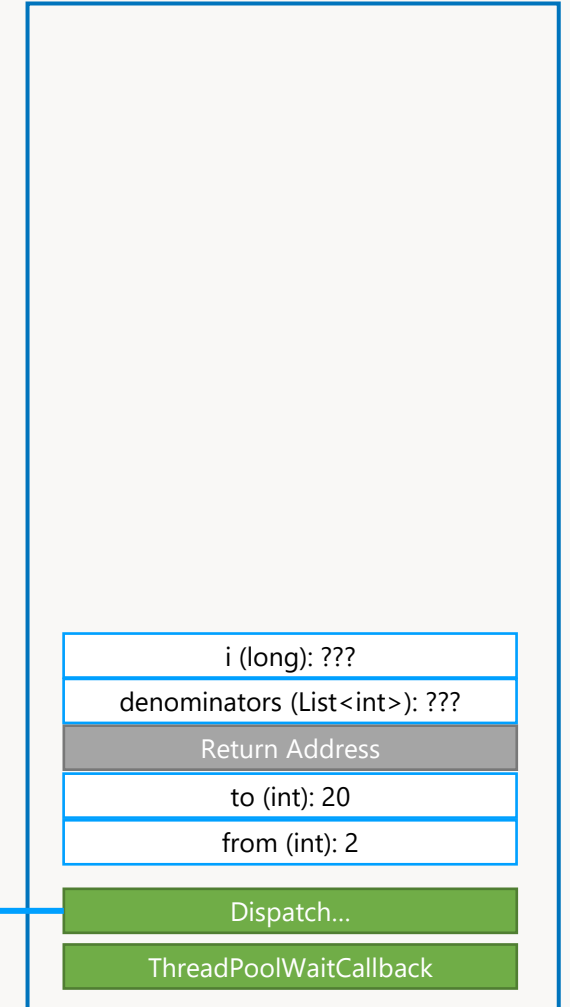 i (long): ???
denominators (List<int>): ???
Return Address
to (int): 20
from (int): 2
Dispatch...
ThreadPoolWaitCallback